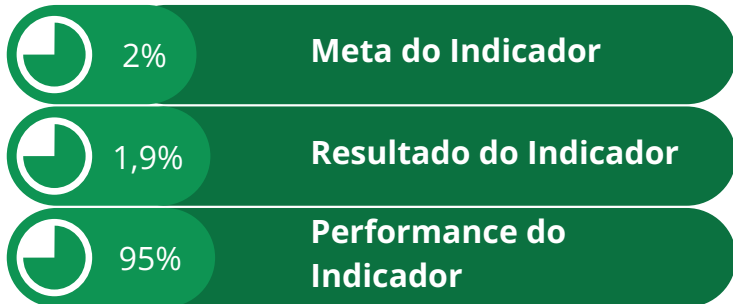 2%
Meta do Indicador
1,9%
Resultado do Indicador
95%
Performance do
Indicador